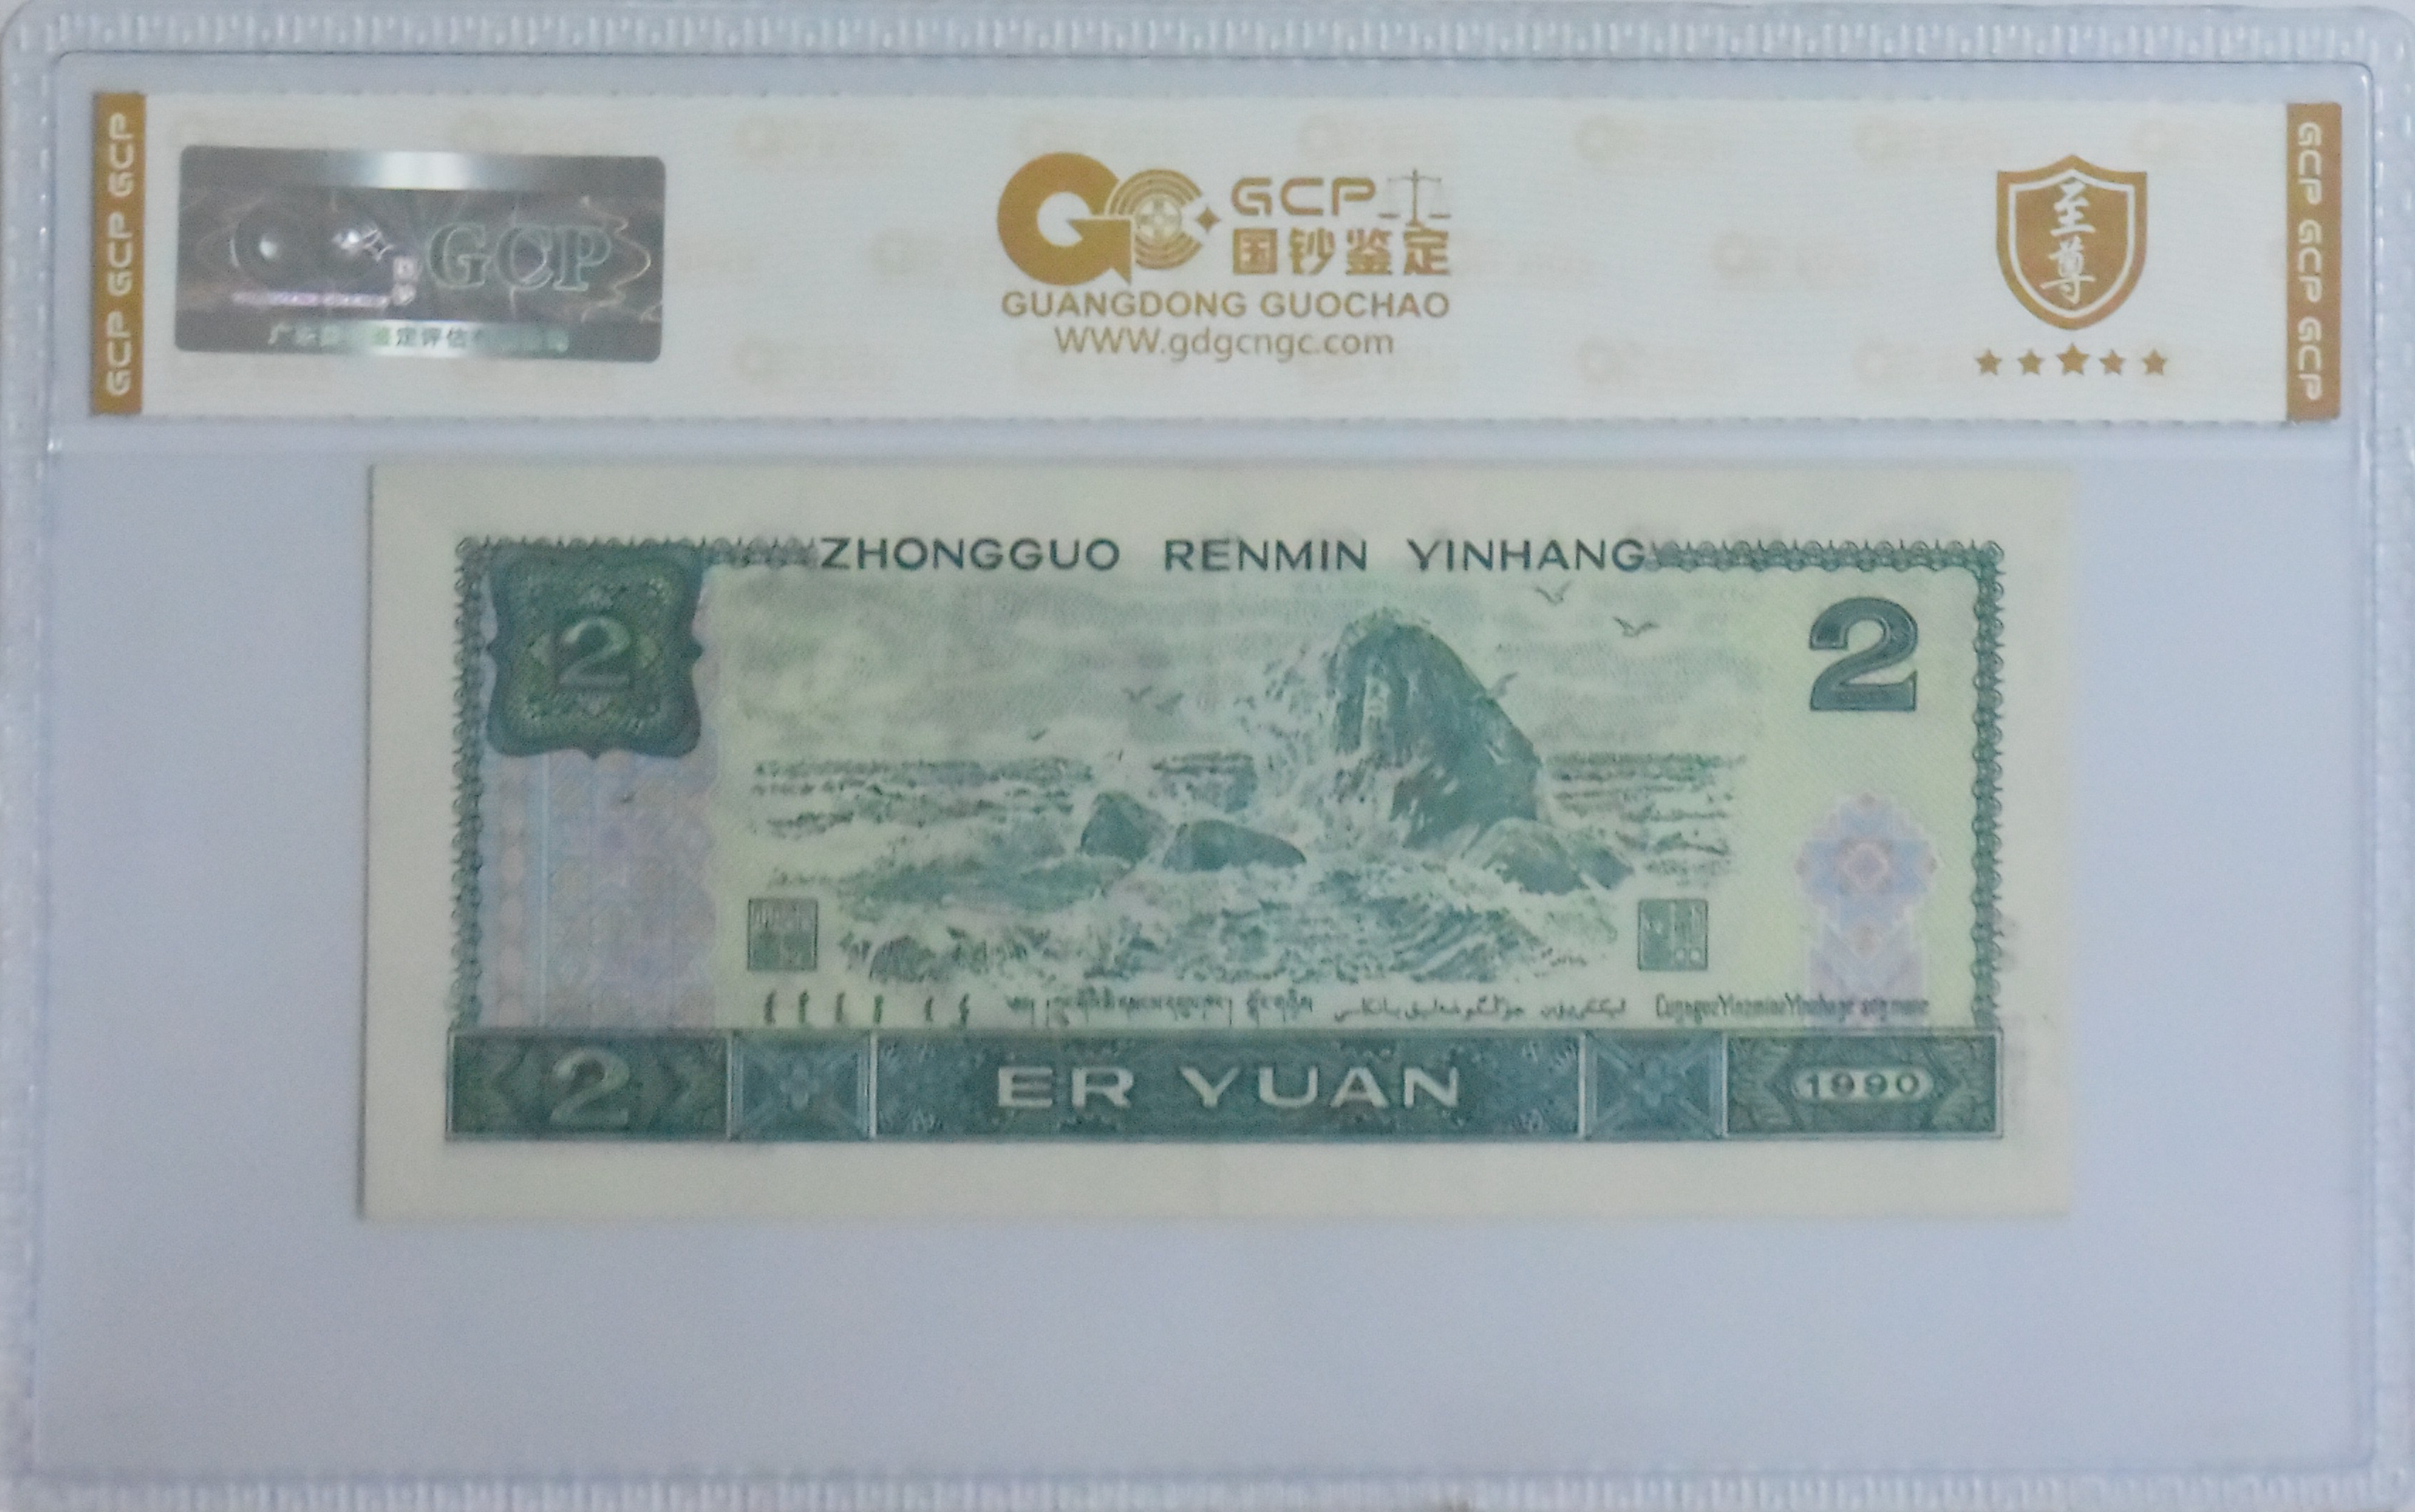 GCP GCP GCP
GCP
GCP
国钞鉴定
GUANGDONG GUOCHAO
WWW.gdgcngc.com
至尊
GCP GCP GCP
ZHONGGUO RENMIN YINHANG
2
2
2
ER YUAN
1990